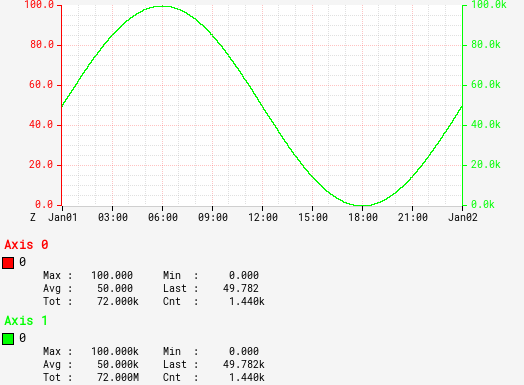 100.0 100.0k
80.0 80.0k
60.0 60.0k
40.0 40.0k
20.0 20.0k
0.0 0.0k
Z Jan01 03:00 06:00 09:00 12:00 15:00 18:00 21:00 Jan02
Axis 0
0
Max : 100.000 Min : 0.000
Avg : 50.000 Last : 49.782
Tot : 72.000k Cnt : 1.440k
Axis 1
0
Max : 100.000k Min : 0.000
Avg : 50.000k Last : 49.782k
Tot : 72.000M Cnt : 1.440k